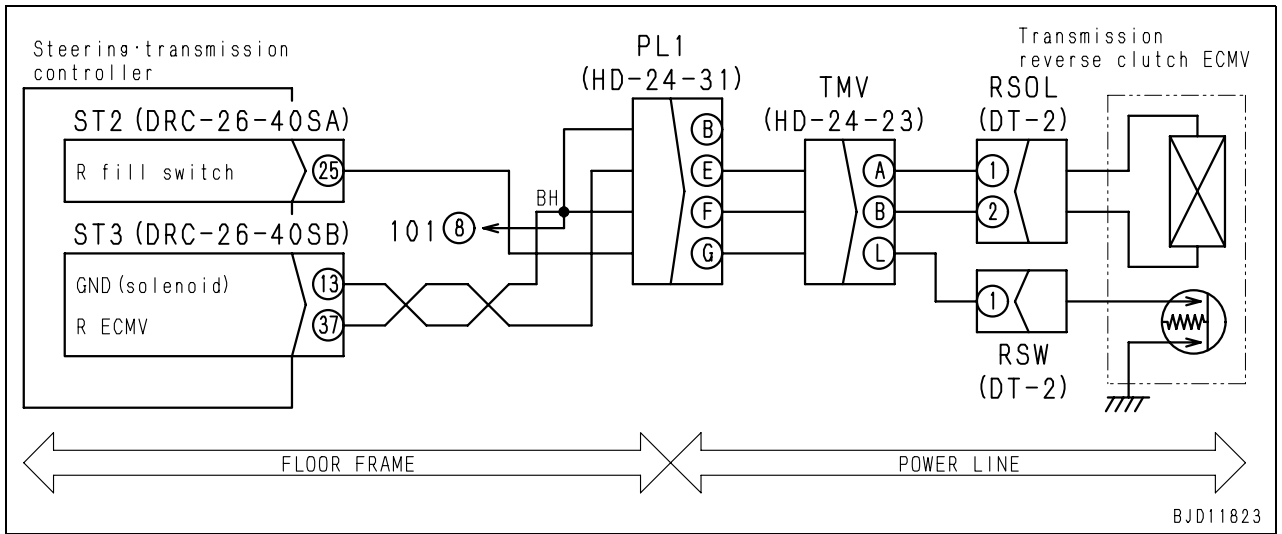 Steering·transmission
controller
ST2 (DRC-26-40SA)
R fill switch
25
ST3 (DRC-26-40SB)
GND (solenoid)
13
R ECMV
37
BH
101 8
PL1
(HD-24-31)
B
E
F
G
TMV
(HD-24-23)
A
B
L
RSOL
(DT-2)
1
2
1
RSW
(DT-2)
Transmission
reverse clutch ECMV
FLOOR FRAME
POWER LINE
BJD11823